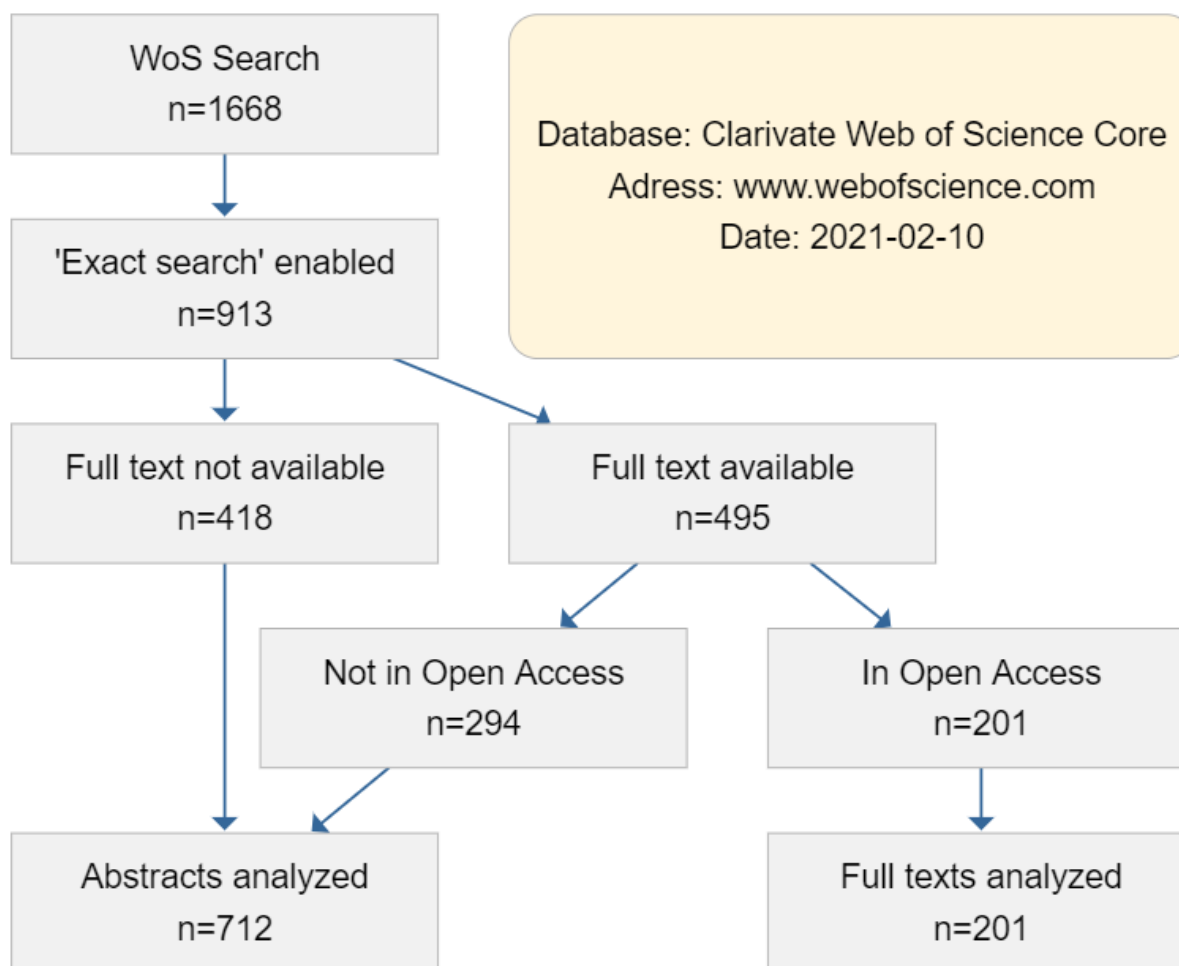 WoS Search
n=1668
Database: Clarivate Web of Science Core
Adress: www.webofscience.com
Date: 2021-02-10
'Exact search' enabled
n=913
Full text not available
n=418
Full text available
n=495
Not in Open Access
n=294
In Open Access
n=201
Abstracts analyzed
n=712
Full texts analyzed
n=201